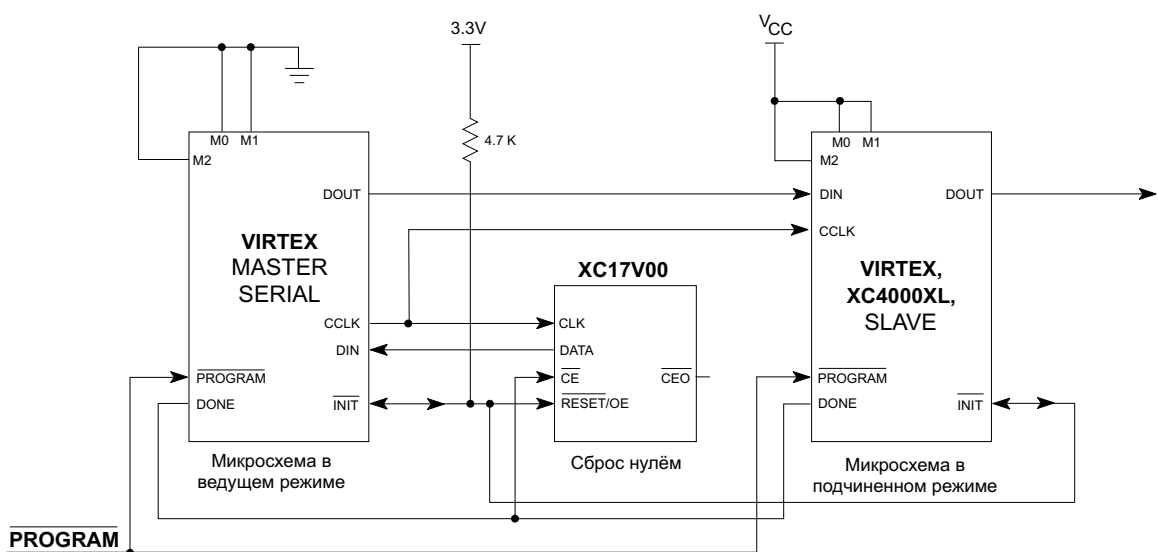 3.3V
VCC
4.7 K
M0 M1
M2
DOUT
VIRTEX
MASTER
SERIAL
CCLK
DIN
PROGRAM
DONE
INIT
Микросхема в
ведущем режиме
XC17V00
CLK
DATA
CE
CEO
RESET/OE
Сброс нулём
M0 M1
M2
DIN
DOUT
CCLK
VIRTEX,
XC4000XL,
SLAVE
PROGRAM
DONE
INIT
Микросхема в
подчиненном режиме
PROGRAM